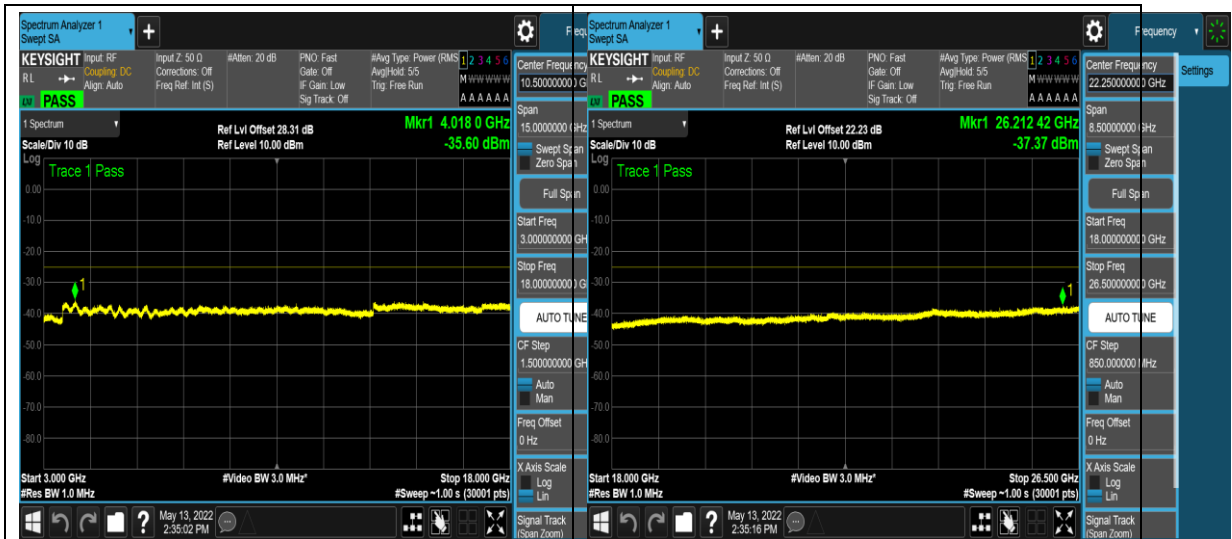 Spectrum Analyzer 1
Swept SA
+
KEYSIGHT
RL
PASS
Input: RF
Coupling: DC
Align: Auto
Input Z: 50 Ω
Corrections: Off
Freq Ref: Int (S)
#Atten: 20 dB
PNO: Fast
Gate: Off
IF Gain: Low
Sig Track: Off
#Avg Type: Power (RMS
Avg|Hold: 5/5
Trig: Free Run
1 2 3 4 5 6
M W W W W W
A A A A A A
1 Spectrum
Scale/Div 10 dB
Log
Ref Lvl Offset 28.31 dB
Ref Level 10.00 dBm
Mkr1 4.018 0 GHz
-35.60 dBm
Trace 1 Pass
1
0.00
-10.0
-20.0
-30.0
-40.0
-50.0
-60.0
-70.0
-80.0
Start 3.000 GHz
#Res BW 1.0 MHz
#Video BW 3.0 MHz*
Stop 18.000 GHz
#Sweep ~1.00 s (30001 pts)
?
May 13, 2022
2:35:02 PM
Frequ
Center Frequency
10.50000000 G
Span
15.0000000 GHz
Swept Span
Zero Span
Full Span
Start Freq
3.000000000 GH
Stop Freq
18.00000000 G
AUTO TUNE
CF Step
1.500000000 GH
Auto
Man
Freq Offset
0 Hz
X Axis Scale
Log
Lin
Signal Track
(Span Zoom)
Spectrum Analyzer 1
Swept SA
+
KEYSIGHT
RL
PASS
Input: RF
Coupling: DC
Align: Auto
Input Z: 50 Ω
Corrections: Off
Freq Ref: Int (S)
#Atten: 20 dB
PNO: Fast
Gate: Off
IF Gain: Low
Sig Track: Off
#Avg Type: Power (RMS
Avg|Hold: 5/5
Trig: Free Run
1 2 3 4 5 6
M W W W W W
A A A A A A
1 Spectrum
Scale/Div 10 dB
Log
Ref Lvl Offset 22.23 dB
Ref Level 10.00 dBm
Mkr1 26.212 42 GHz
-37.37 dBm
Trace 1 Pass
1
0.00
-10.0
-20.0
-30.0
-40.0
-50.0
-60.0
-70.0
-80.0
Start 18.000 GHz
#Res BW 1.0 MHz
#Video BW 3.0 MHz*
Stop 26.500 GHz
#Sweep ~1.00 s (30001 pts)
?
May 13, 2022
2:35:16 PM
Frequency
Settings
Center Frequency
22.250000000 GHz
Span
8.50000000 GHz
Swept Span
Zero Span
Full Span
Start Freq
18.000000000 GHz
Stop Freq
26.500000000 GHz
AUTO TUNE
CF Step
850.000000 MHz
Auto
Man
Freq Offset
0 Hz
X Axis Scale
Log
Lin
Signal Track
(Span Zoom)